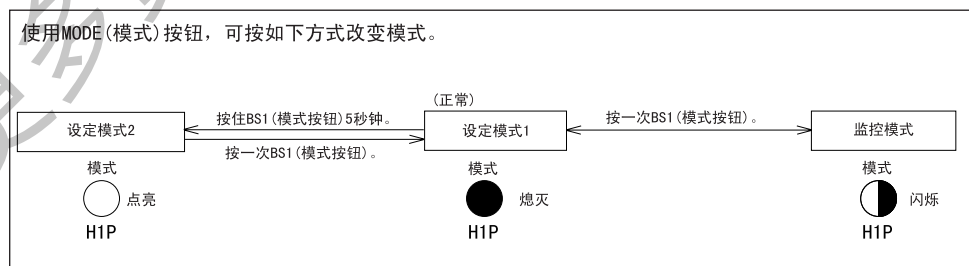 使用MODE(模式)按钮，可按如下方式改变模式。
(正常)
设定模式2
按住BS1(模式按钮)5秒钟。
设定模式1
按一次BS1(模式按钮)。
监控模式
按一次BS1(模式按钮)。
模式
模式
模式
点亮
熄灭
闪烁
H1P
H1P
H1P